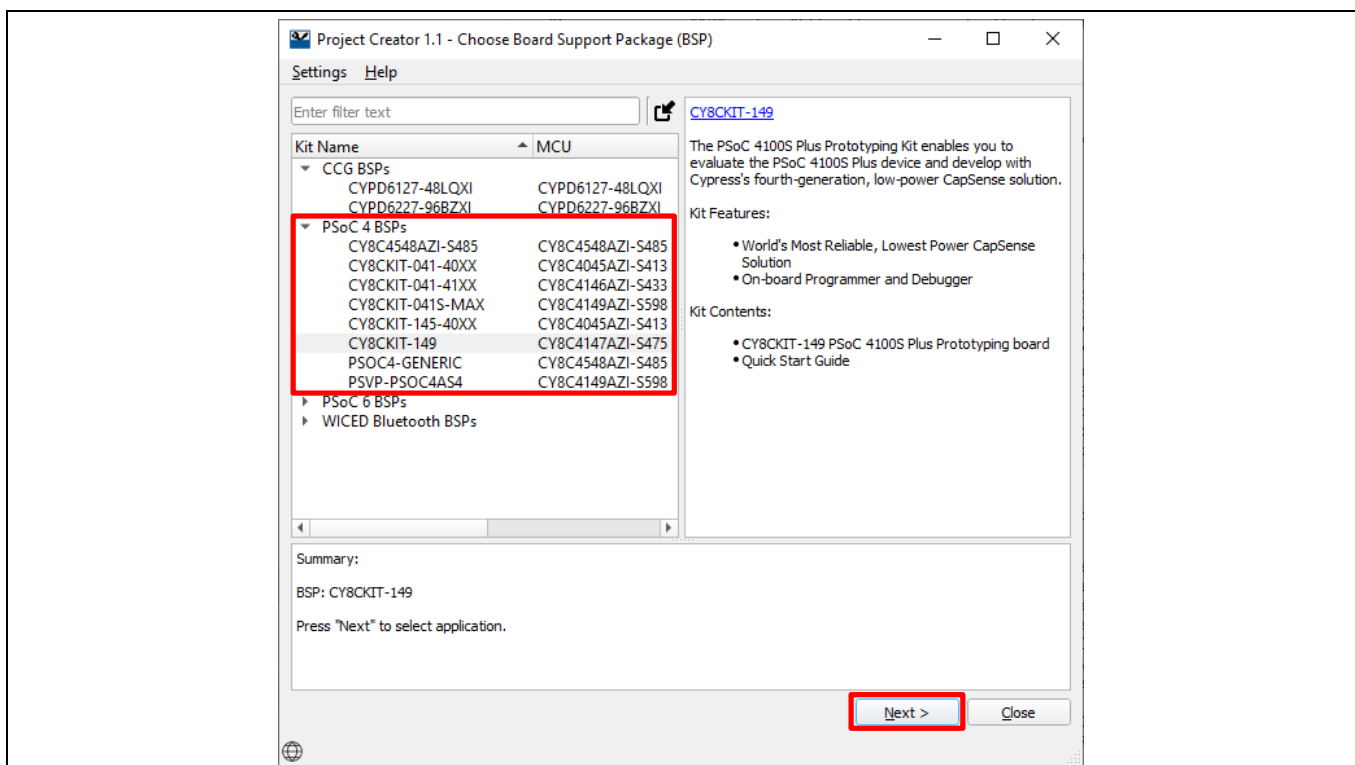 Project Creator 1.1 - Choose Board Support Package (BSP)
Settings Help
Enter filter text
Kit Name MCU
CCG BSPs
CYPD6127-48LQXI CYPD6127-48LQXI
CYPD6227-96BZXI CYPD6227-96BZXI
PSoC 4 BSPs
CY8C4548AZI-S485 CY8C4548AZI-S485
CY8CKIT-041-40XX CY8C4045AZI-S413
CY8CKIT-041-41XX CY8C4146AZI-S433
CY8CKIT-041S-MAX CY8C4149AZI-S598
CY8CKIT-145-40XX CY8C4045AZI-S413
CY8CKIT-149 CY8C4147AZI-S475
PSOC4-GENERIC CY8C4548AZI-S485
PSVP-PSOC4AS4 CY8C4149AZI-S598
PSoC 6 BSPs
WICED Bluetooth BSPs
CY8CKIT-149
The PSoC 4100S Plus Prototyping Kit enables you to
evaluate the PSoC 4100S Plus device and develop with
Cypress's fourth-generation, low-power CapSense solution.
Kit Features:
• World's Most Reliable, Lowest Power CapSense
Solution
• On-board Programmer and Debugger
Kit Contents:
• CY8CKIT-149 PSoC 4100S Plus Prototyping board
• Quick Start Guide
Summary:
BSP: CY8CKIT-149
Press "Next" to select application.
Next > Close